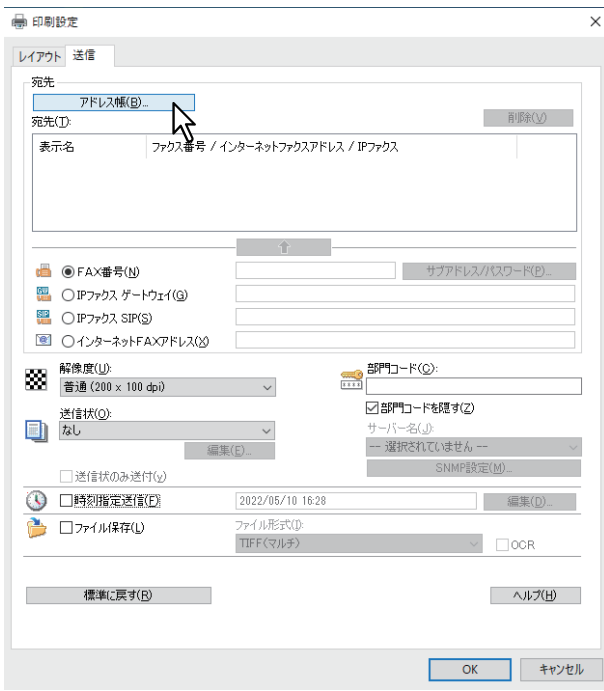 印刷設定
レイアウト 送信
宛先
アドレス帳(B)...
宛先(T):
削除(V)
表示名 ファクス番号 / インターネットファクスアドレス / IPファクス
FAX番号(N)
サブアドレス/パスワード(P)...
IPファクス ゲートウェイ(G)
IPファクス SIP(S)
インターネットFAXアドレス(X)
解像度(U):
普通 (200 x 100 dpi)
部門コード(C):
部門コードを隠す(Z)
送信状(O):
なし
編集(E)...
サーバー名(J):
-- 選択されていません --
SNMP設定(M)...
送信状のみ送付(y)
時刻指定送信(F)
2022/05/10 16:28
編集(D)...
ファイル保存(L)
ファイル形式(I):
TIFF(マルチ)
OCR
標準に戻す(R)
ヘルプ(H)
OK キャンセル